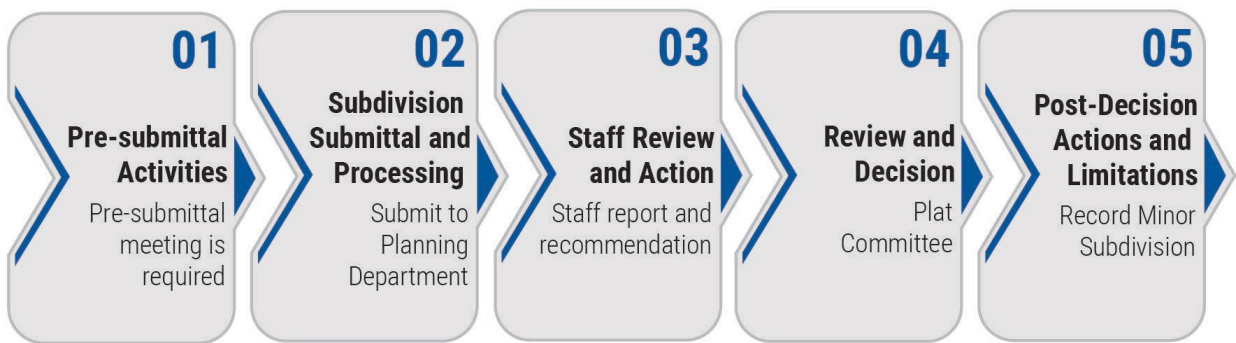 01
Pre-submittal
Activities
Pre-submittal
meeting is
required
02
Subdivision
Submittal and
Processing
Submit to
Planning
Department
03
Staff Review
and Action
Staff report and
recommendation
04
Review and
Decision
Plat
Committee
05
Post-Decision
Actions and
Limitations
Record Minor
Subdivision